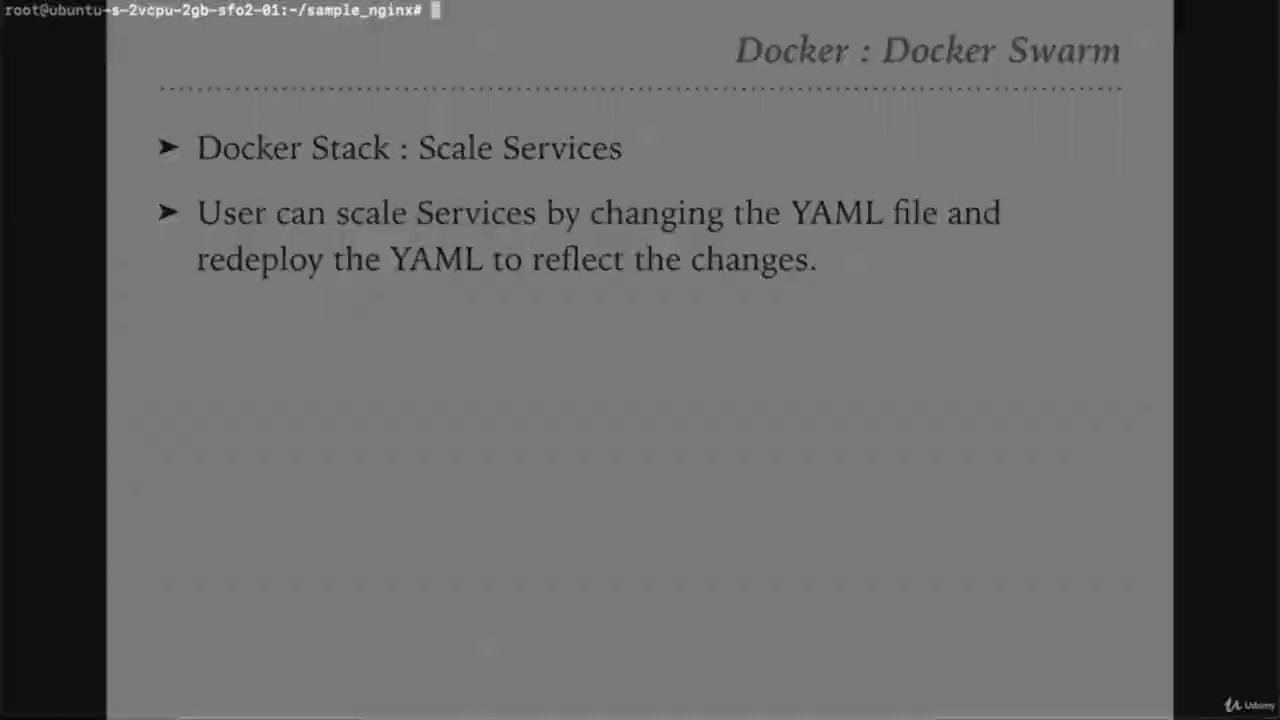 root@ubuntu-s-2vcpu-2gb-sfo2-01:~/sample_nginx#
Docker : Docker Swarm
➤ Docker Stack : Scale Services
➤ User can scale Services by changing the YAML file and
redeploy the YAML to reflect the changes.
Udemy